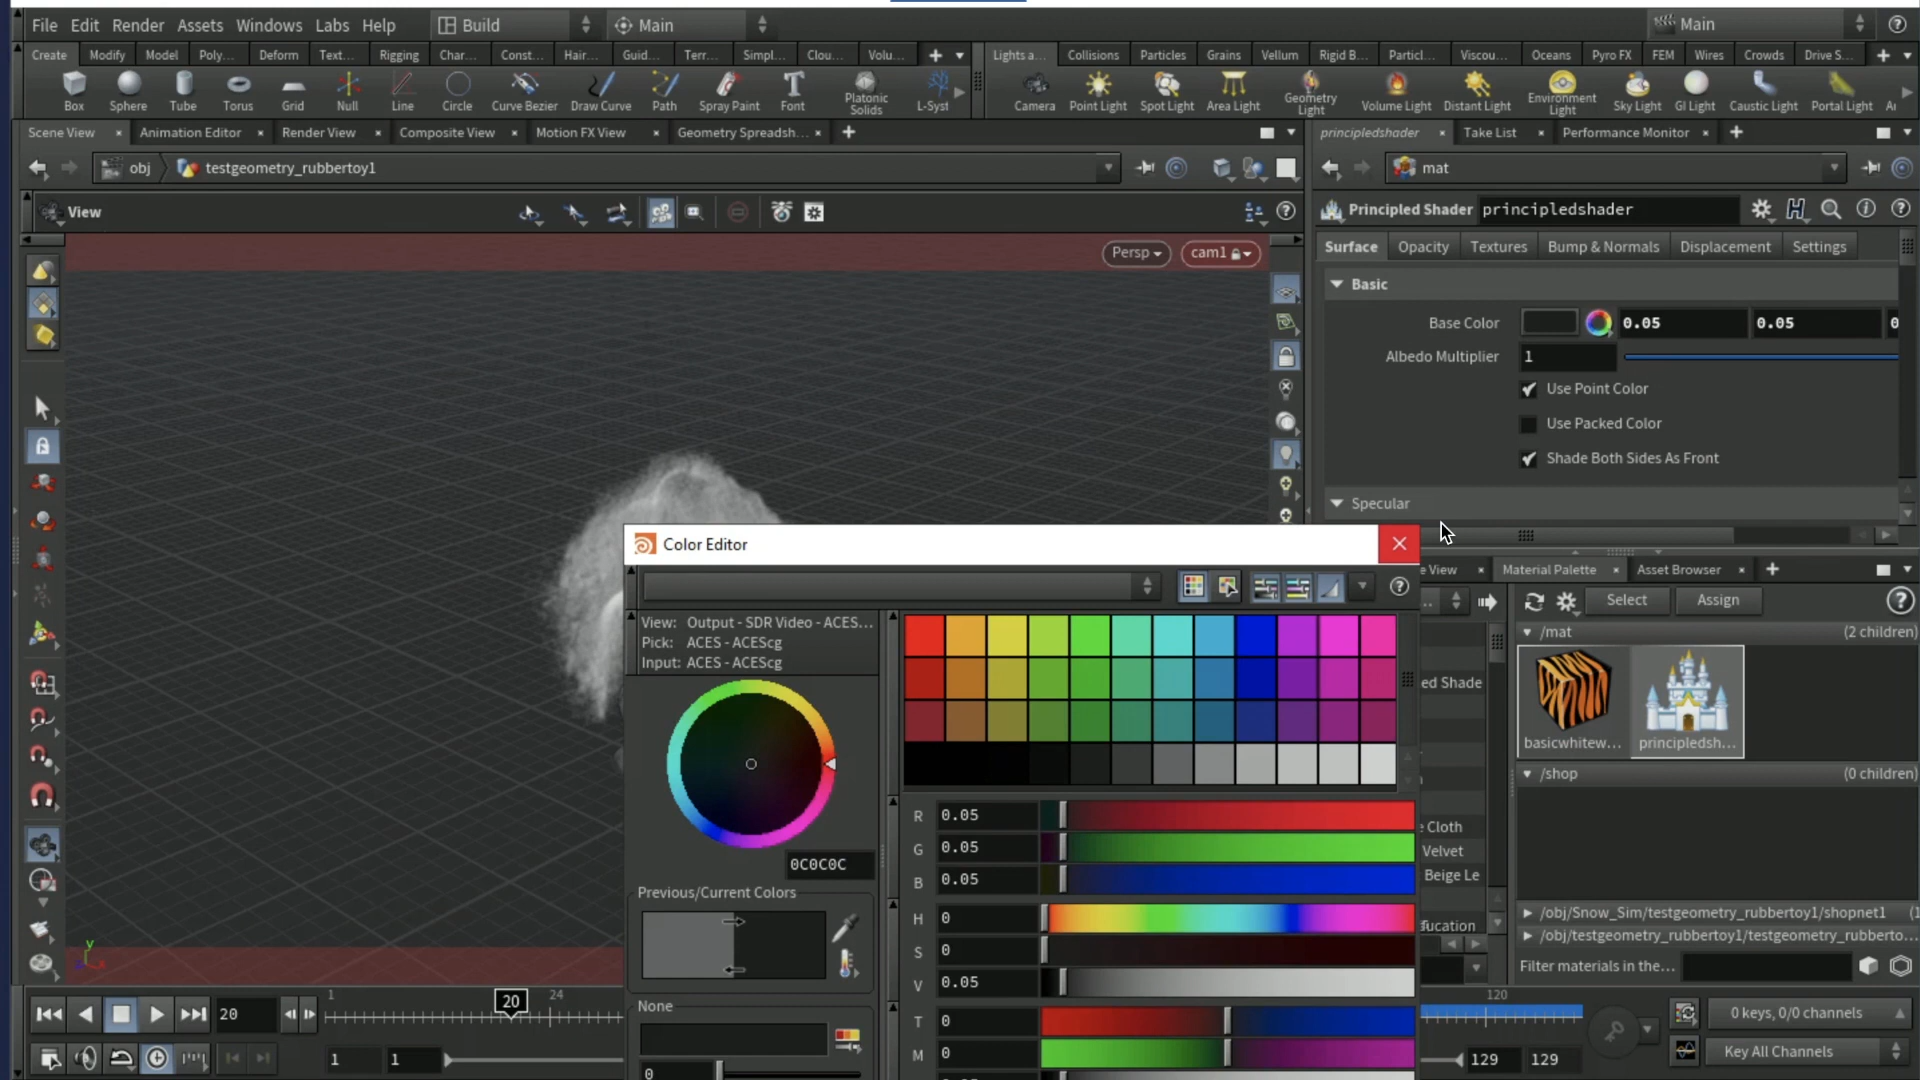 File Edit Render Assets Windows Labs Help Build Main Main
Create Modify Model Poly... Deform Text... Rigging Char... Const... Hair... Guid... Terr... Simpl... Clou... Volu...
Lights a... Collisions Particles Grains Vellum Rigid B... Particl... Viscou... Oceans Pyro FX FEM Wires Crowds Drive S...
Box Sphere Tube Torus Grid Null Line Circle Curve Bezier Draw Curve Path Spray Paint Font Platonic Solids L-Syst
Camera Point Light Spot Light Area Light Geometry Light Volume Light Distant Light Environment Light Sky Light GI Light Caustic Light Portal Light
Scene View Animation Editor Render View Composite View Motion FX View Geometry Spreadsh...
principledshader Take List Performance Monitor
obj testgeometry_rubbertoy1
mat
View
Principled Shader principledshader
Persp cam1
Surface Opacity Textures Bump & Normals Displacement Settings
Basic
Base Color 0.05 0.05 0
Albedo Multiplier 1
Use Point Color
Use Packed Color
Shade Both Sides As Front
Specular
Color Editor
e View Material Palette Asset Browser
Select Assign
View: Output - SDR Video - ACES...
Pick: ACES - ACEScg
Input: ACES - ACEScg
/mat (2 children)
ed Shade
basicwhitew... principledsh...
/shop (0 children)
R 0.05
G 0.05
B 0.05
H 0
S 0
V 0.05
T 0
M 0
0C0C0C
Previous/Current Colors
None
0
Cloth
Velvet
Beige Le
/obj/Snow_Sim/testgeometry_rubbertoy1/shopnet1
/obj/testgeometry_rubbertoy1/testgeometry_rubberto...
Filter materials in the...
20 1 20 24 120
0 keys, 0/0 channels
1 1 129 129
Key All Channels